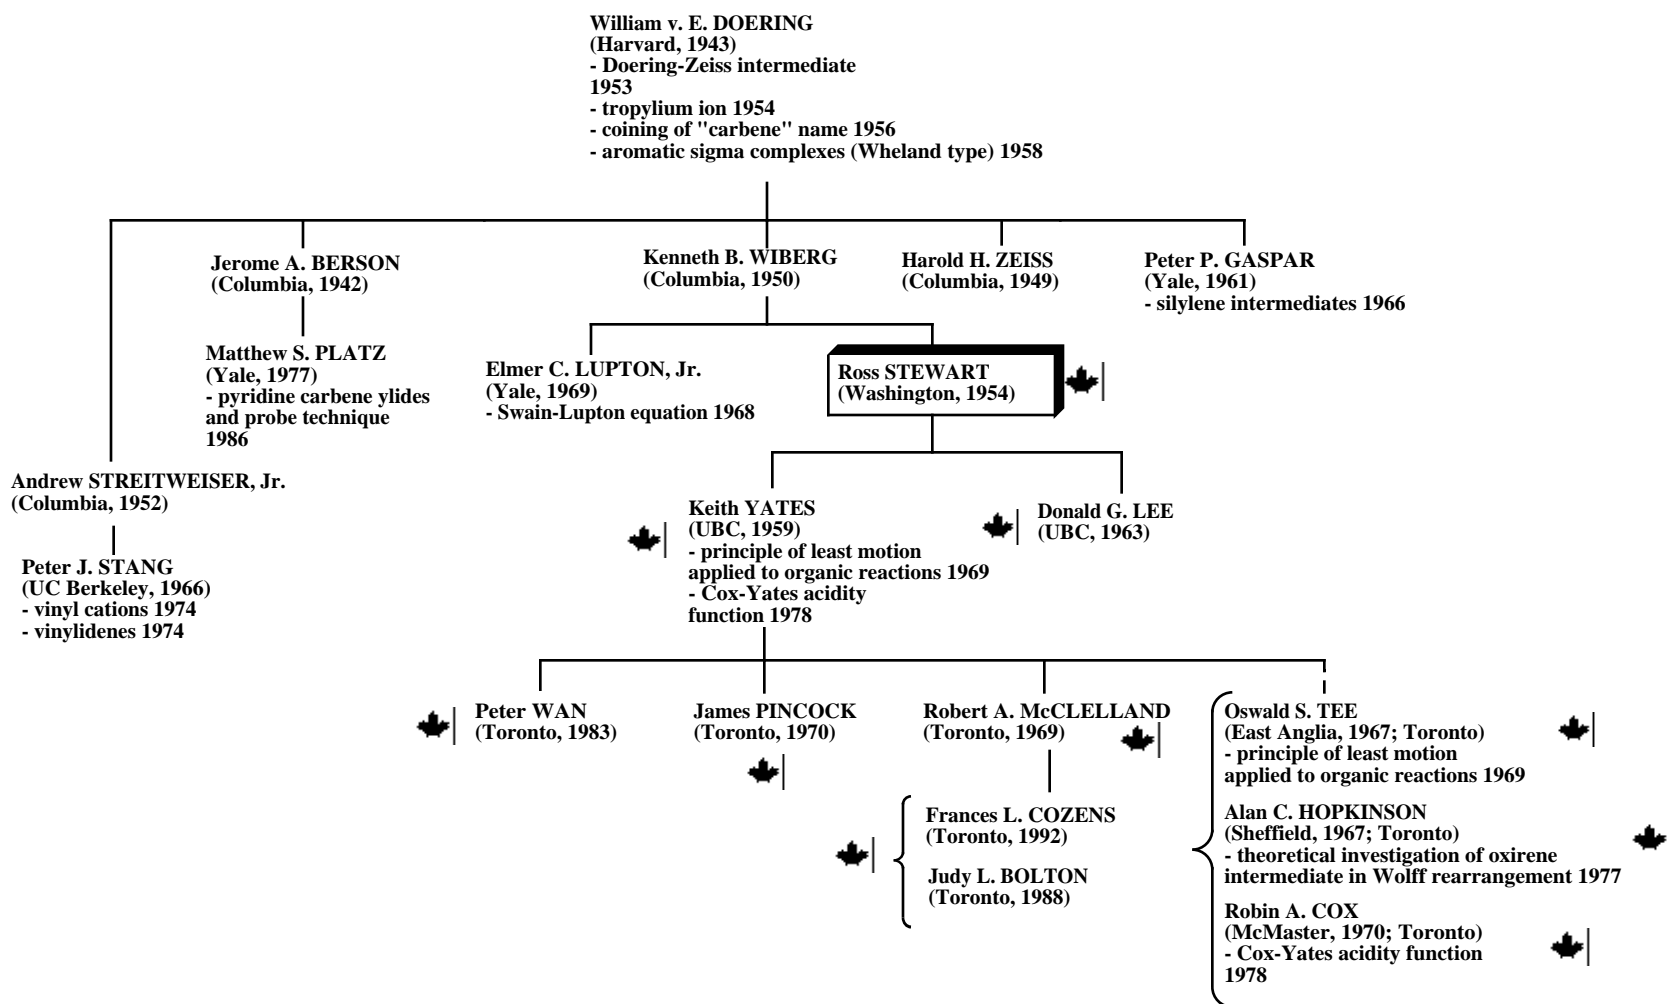 William v. E. DOERING
(Harvard, 1943)
- Doering-Zeiss intermediate
1953
- tropylium ion 1954
- coining of "carbene" name 1956
- aromatic sigma complexes (Wheland type) 1958
Jerome A. BERSON
(Columbia, 1942)
Kenneth B. WIBERG
(Columbia, 1950)
Harold H. ZEISS
(Columbia, 1949)
Peter P. GASPAR
(Yale, 1961)
- silylene intermediates 1966
Matthew S. PLATZ
(Yale, 1977)
- pyridine carbene ylides
and probe technique
1986
Elmer C. LUPTON, Jr.
(Yale, 1969)
- Swain-Lupton equation 1968
Ross STEWART
(Washington, 1954)
Andrew STREITWEISER, Jr.
(Columbia, 1952)
Peter J. STANG
(UC Berkeley, 1966)
- vinyl cations 1974
- vinylidenes 1974
Keith YATES
(UBC, 1959)
- principle of least motion
applied to organic reactions 1969
- Cox-Yates acidity
function 1978
Donald G. LEE
(UBC, 1963)
Peter WAN
(Toronto, 1983)
James PINCOCK
(Toronto, 1970)
Robert A. McCLELLAND
(Toronto, 1969)
Frances L. COZENS
(Toronto, 1992)
Judy L. BOLTON
(Toronto, 1988)
Oswald S. TEE
(East Anglia, 1967; Toronto)
- principle of least motion
applied to organic reactions 1969
Alan C. HOPKINSON
(Sheffield, 1967; Toronto)
- theoretical investigation of oxirene
intermediate in Wolff rearrangement 1977
Robin A. COX
(McMaster, 1970; Toronto)
- Cox-Yates acidity function
1978